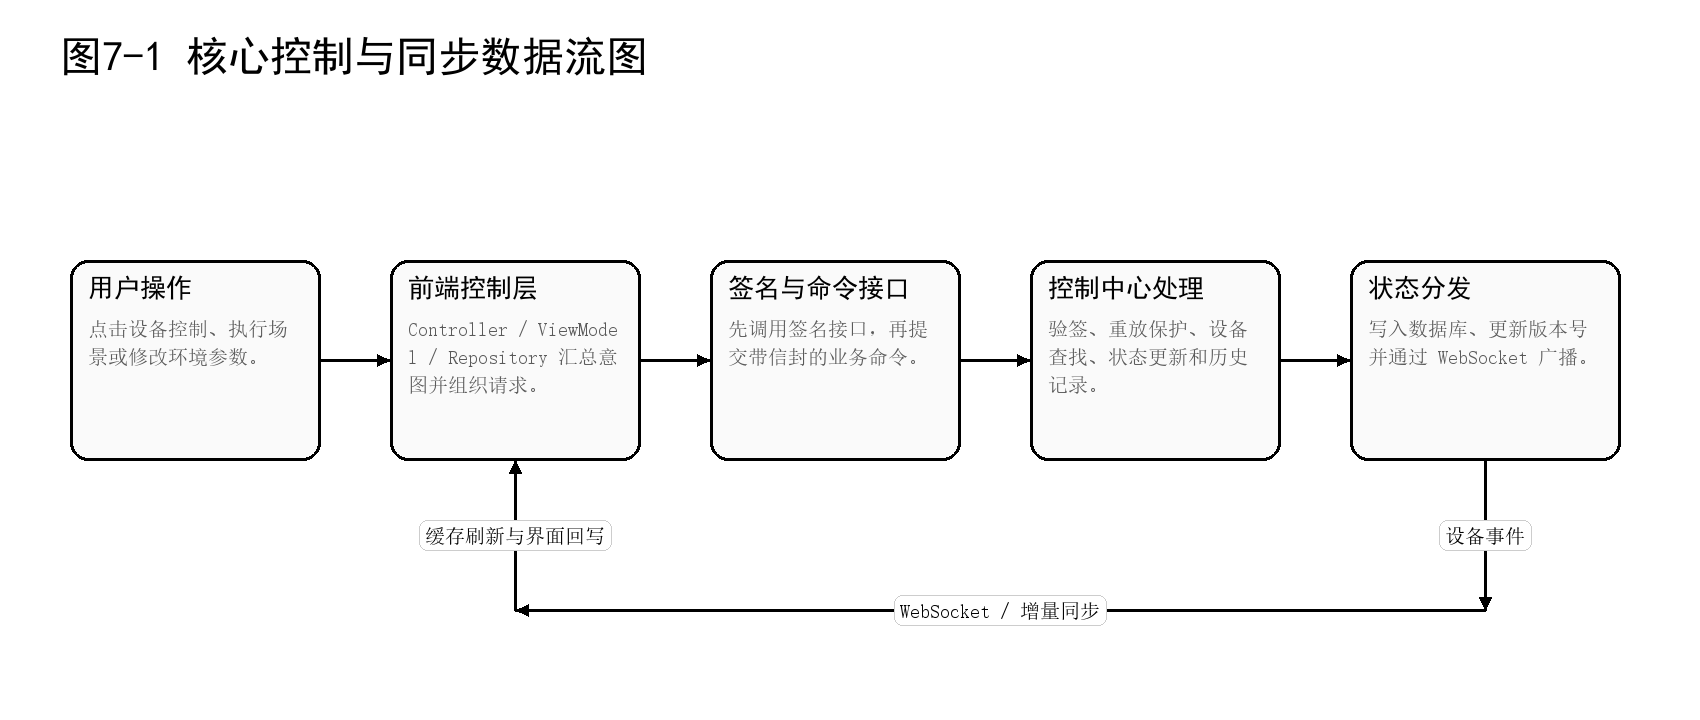 图7-1 核心控制与同步数据流图
用户操作
点击设备控制、执行场
景或修改环境参数。
前端控制层
Controller / ViewMode
l / Repository 汇总意
图并组织请求。
签名与命令接口
先调用签名接口，再提
交带信封的业务命令。
控制中心处理
验签、重放保护、设备
查找、状态更新和历史
记录。
状态分发
写入数据库、更新版本号
并通过 WebSocket 广播。
缓存刷新与界面回写
设备事件
WebSocket / 增量同步